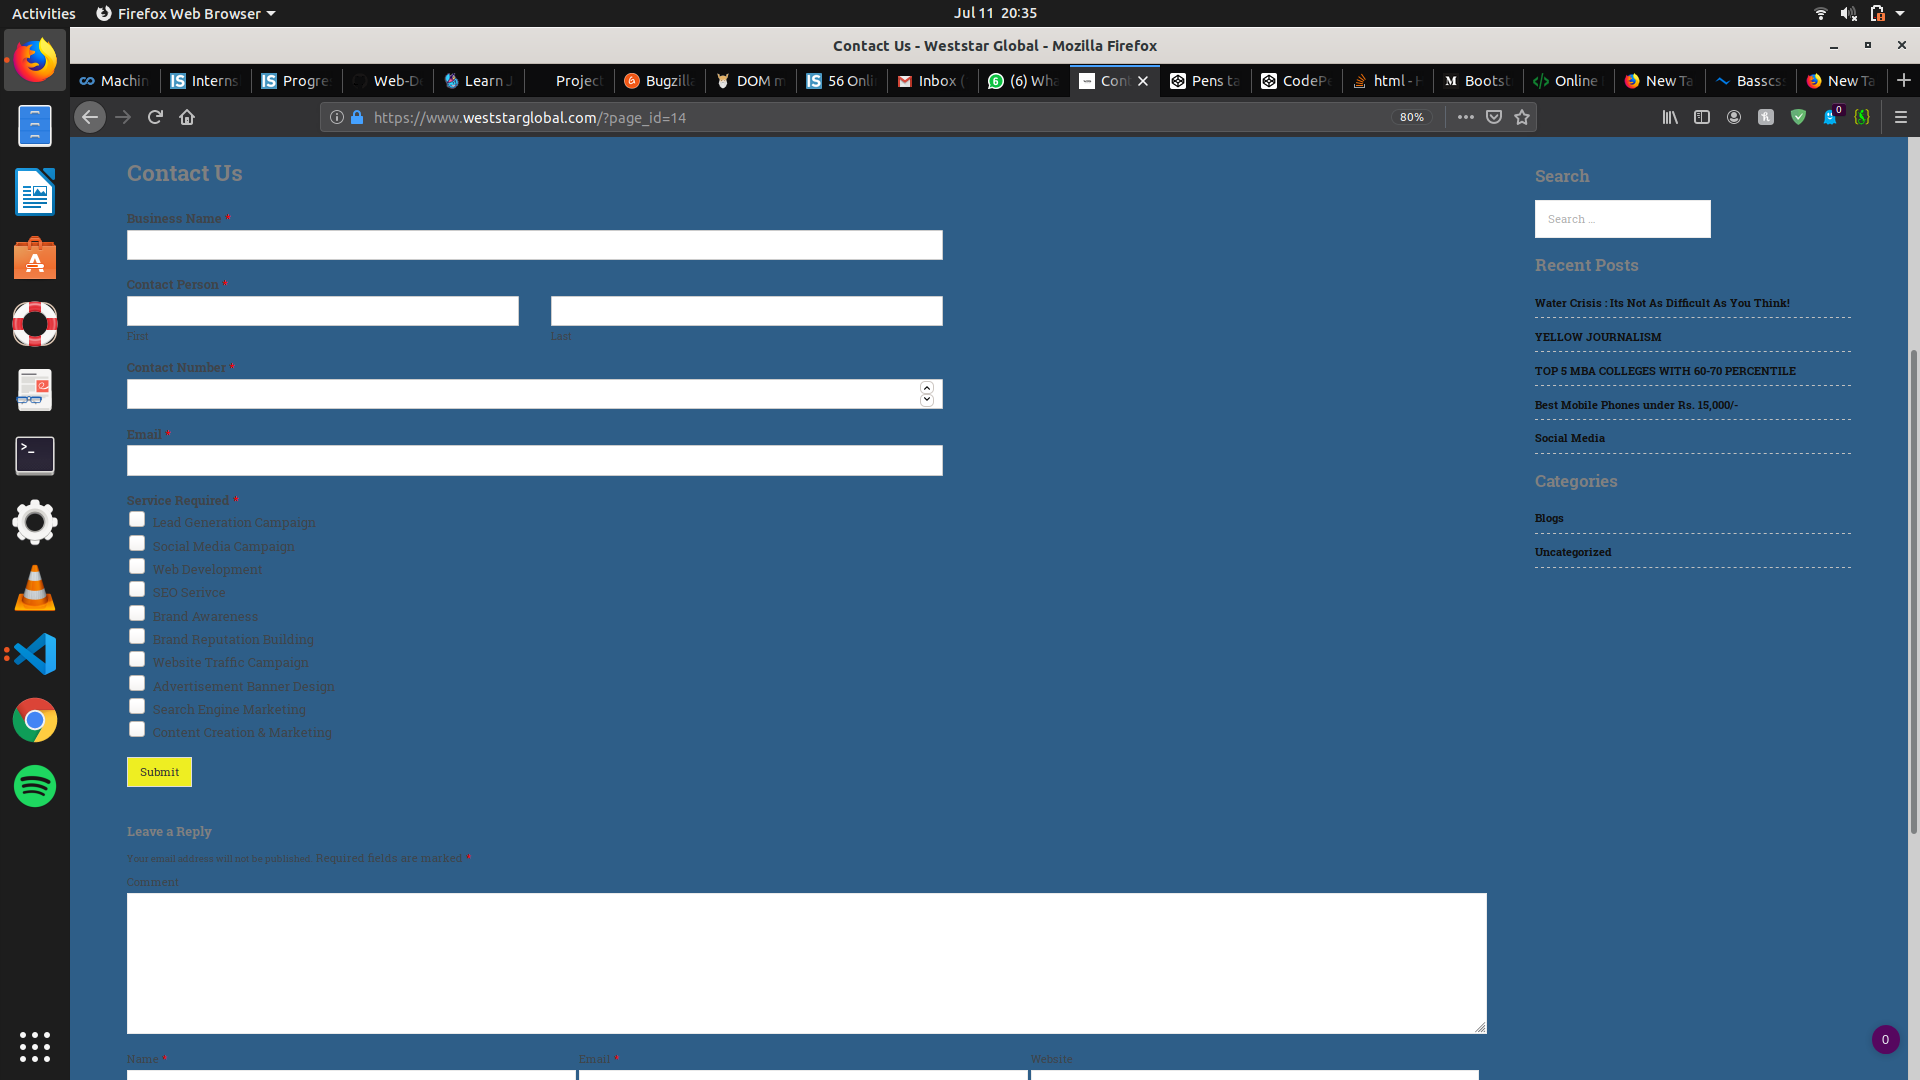 Activities
Firefox Web Browser
Jul 11 20:35
Contact Us - Weststar Global - Mozilla Firefox
Machin
Interns
Progre
Web-De
Learn J
Project
Bugzilla
DOM m
56 Onli
Inbox (
(6) Wha
Cont
Pens ta
CodePe
html - H
Bootst
Online
New Ta
Basscs
New Ta
https://www.weststarglobal.com/?page_id=14
80%
0
Contact Us
Business Name *
Contact Person *
First
Last
Contact Number *
Email *
Service Required *
Lead Generation Campaign
Social Media Campaign
Web Development
SEO Serivce
Brand Awareness
Brand Reputation Building
Website Traffic Campaign
Advertisement Banner Design
Search Engine Marketing
Content Creation & Marketing
Submit
Leave a Reply
Your email address will not be published. Required fields are marked *
Comment
Name *
Email *
Website
Search
Search …
Recent Posts
Water Crisis : Its Not As Difficult As You Think!
YELLOW JOURNALISM
TOP 5 MBA COLLEGES WITH 60-70 PERCENTILE
Best Mobile Phones under Rs. 15,000/-
Social Media
Categories
Blogs
Uncategorized
0